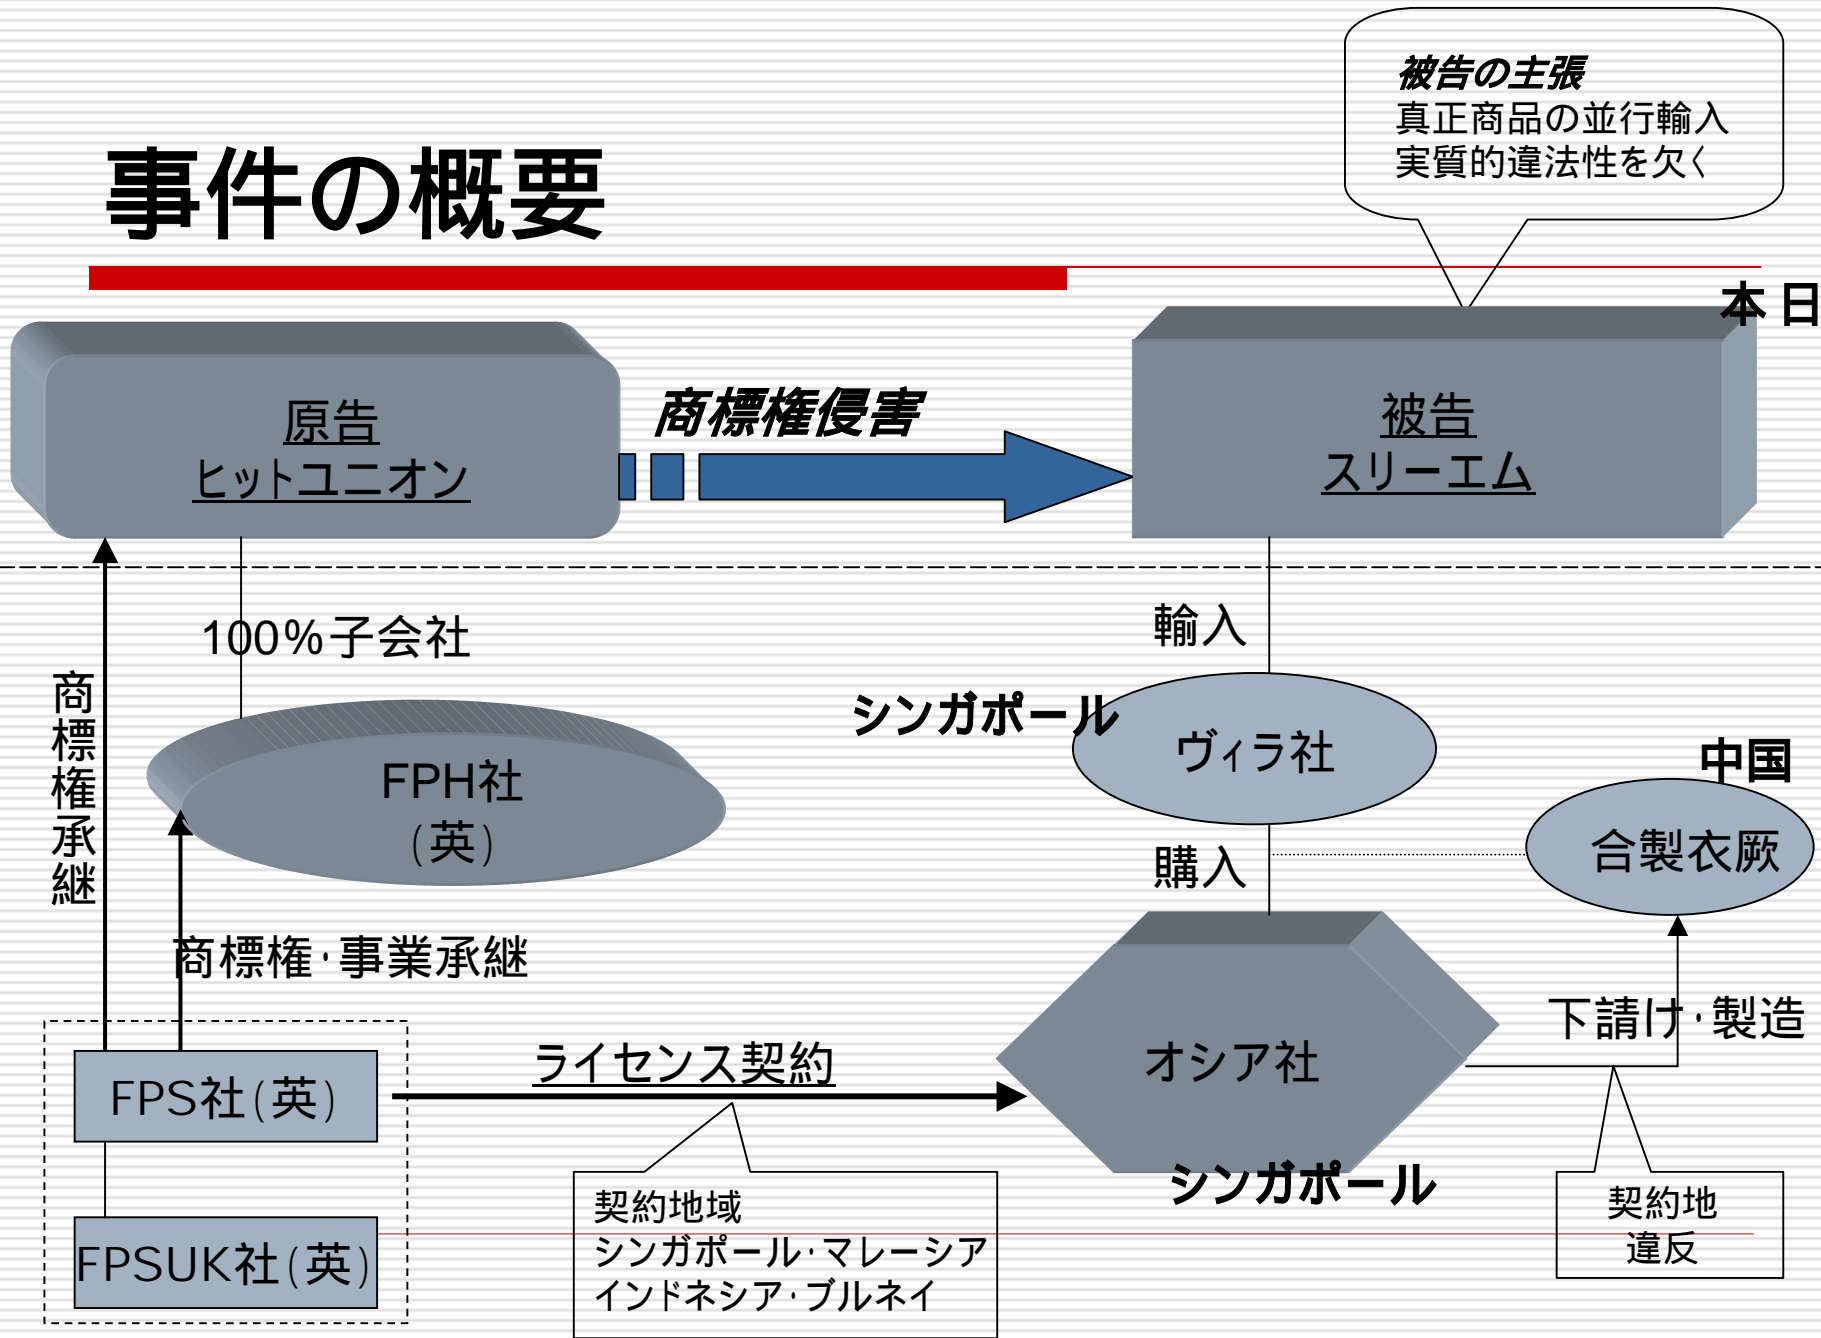 被告の主張
真正商品の並行輸入
実質的違法性を欠く
事件の概要
本 日
原告
ヒットユニオン
商標権侵害
被告
スリーエム
100％子会社
輸入
商標権承継
シンガポール
ヴィラ社
中国
FPH社
(英)
合製衣厥
購入
商標権・事業承継
下請け・製造
ライセンス契約
オシア社
FPS社(英)
シンガポール
契約地域
シンガポール・マレーシア
インドネシア・ブルネイ
契約地
違反
FPSUK社(英)